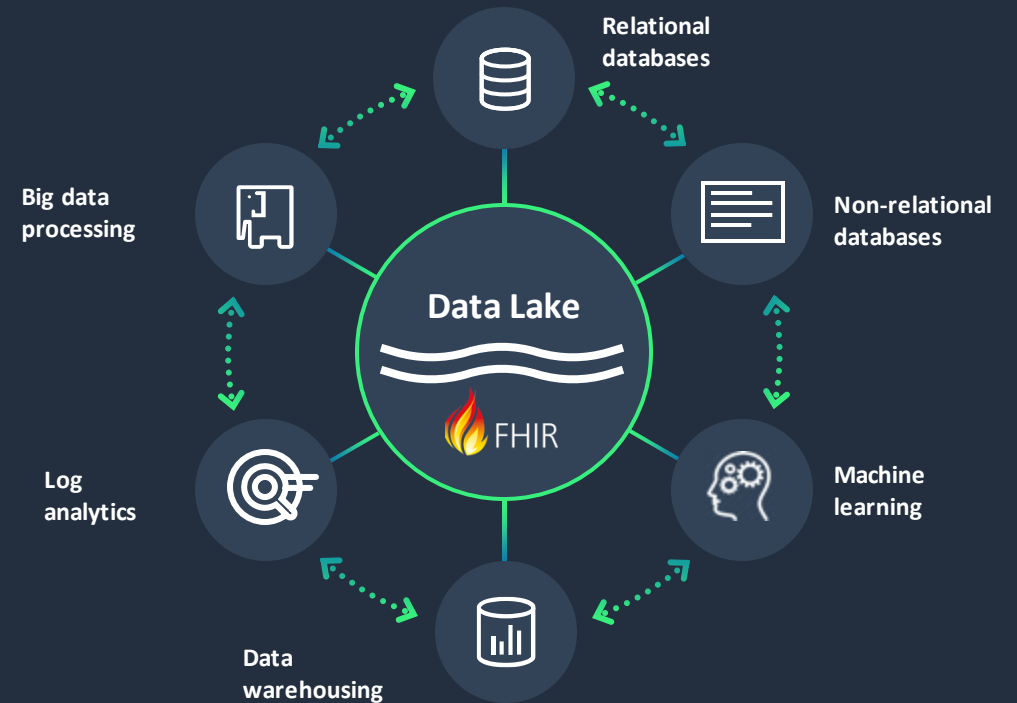 Relational
databases
Big data
processing
Non-relational
databases
Data Lake
FHIR
Log
analytics
Machine
learning
Data
warehousing